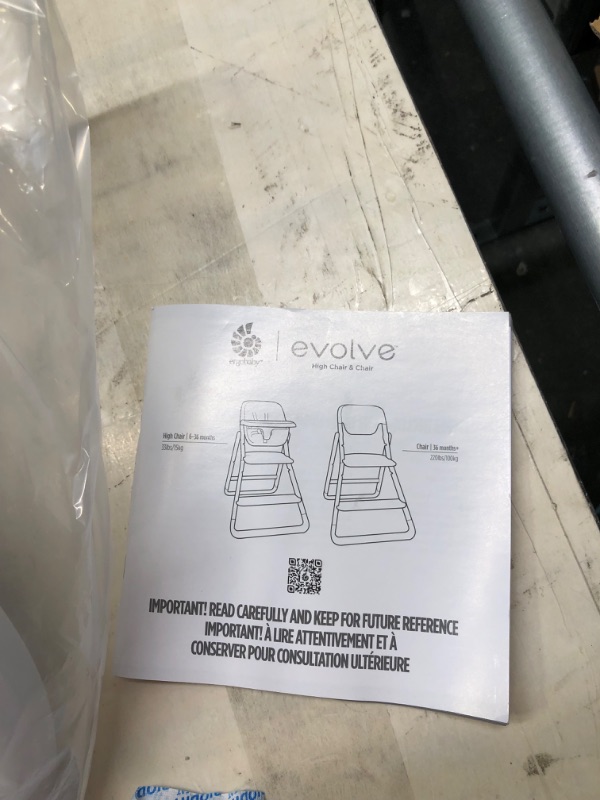 ergobaby
evolve
High Chair & Chair
High Chair | 6-36 months
33lbs/15kg
Chair | 36 months+
220lbs/100kg
IMPORTANT! READ CAREFULLY AND KEEP FOR FUTURE REFERENCE
IMPORTANT! À LIRE ATTENTIVEMENT ET À
CONSERVER POUR CONSULTATION ULTÉRIEURE